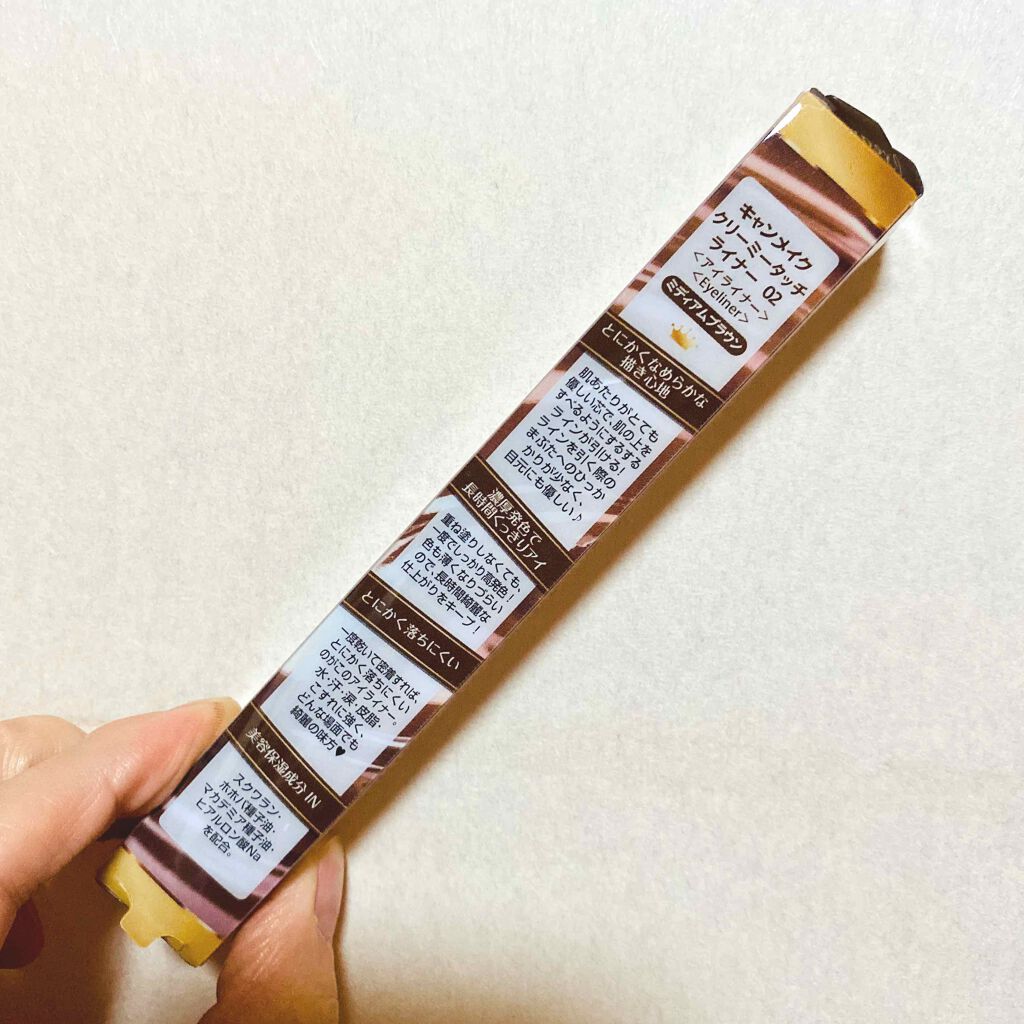 キャンメイク
クリーミータッチ
ライナー 02
＜アイライナー＞
＜Eyeliner＞
ミディアムブラウン
とにかくなめらかな
描き心地
肌あたりがとても
優しい芯で、肌の上を
すべるようにするする
ラインが引ける！
ラインを引く際の
まぶたへのひっか
かりが少なく、
目元にも優しい♪
濃厚発色で
長時間くっきりアイ
重ね塗りしなくても、
一度でしっかり高発色！
色も薄くなりづらい
ので、長時間綺麗な
仕上がりをキープ！
とにかく落ちにくい
一度乾いて密着すれば、
とにかく落ちにくい
のがこのアイライナー。
水・汗・涙・皮脂・
こすれに強く、
どんな場面でも
綺麗の味方♥
美容保湿成分 IN
スクワラン・
ホホバ種子油・
マカデミア種子油・
ヒアルロン酸Na
を配合。